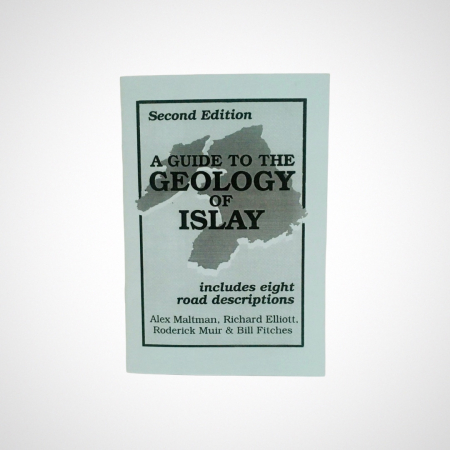 Second Edition
A GUIDE TO THE
GEOLOGY
OF
ISLAY
includes eight
road descriptions
Alex Maltman, Richard Elliott,
Roderick Muir & Bill Fitches